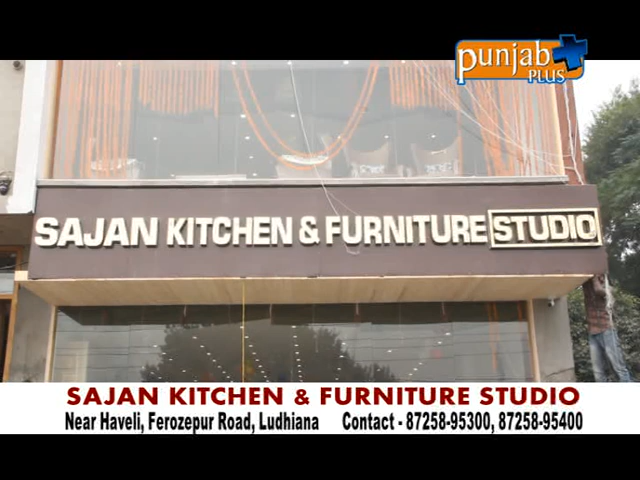 punjab
PLUS
SAJAN KITCHEN & FURNITURE STUDIO
SAJAN KITCHEN & FURNITURE STUDIO
Near Haveli, Ferozepur Road, Ludhiana Contact - 87258-95300, 87258-95400